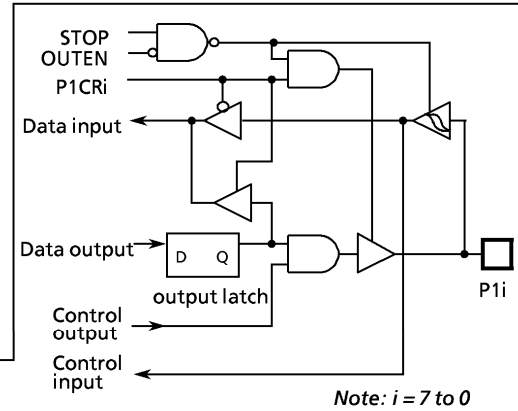 STOP
OUTEN
P1CRi
Data input
Data output
D Q
output latch
P1i
Control
output
Control
input
Note: i = 7 to 0